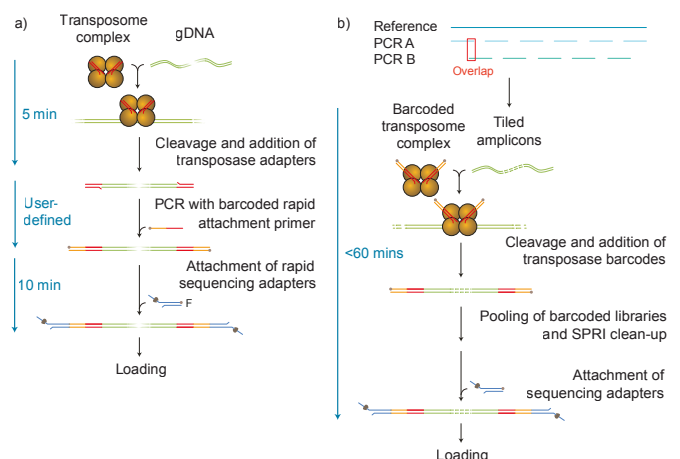 a)
Transposome
complex
gDNA
5 min
Cleavage and addition of
transposase adapters
User-
defined
PCR with barcoded rapid
attachment primer
10 min
Attachment of rapid
sequencing adapters
F
Loading
b)
Reference
PCR A
PCR B
Overlap
Barcoded
transposome
complex
Tiled
amplicons
<60 mins
Cleavage and addition of
transposase barcodes
Pooling of barcoded libraries
and SPRI clean-up
Attachment of
sequencing adapters
Loading